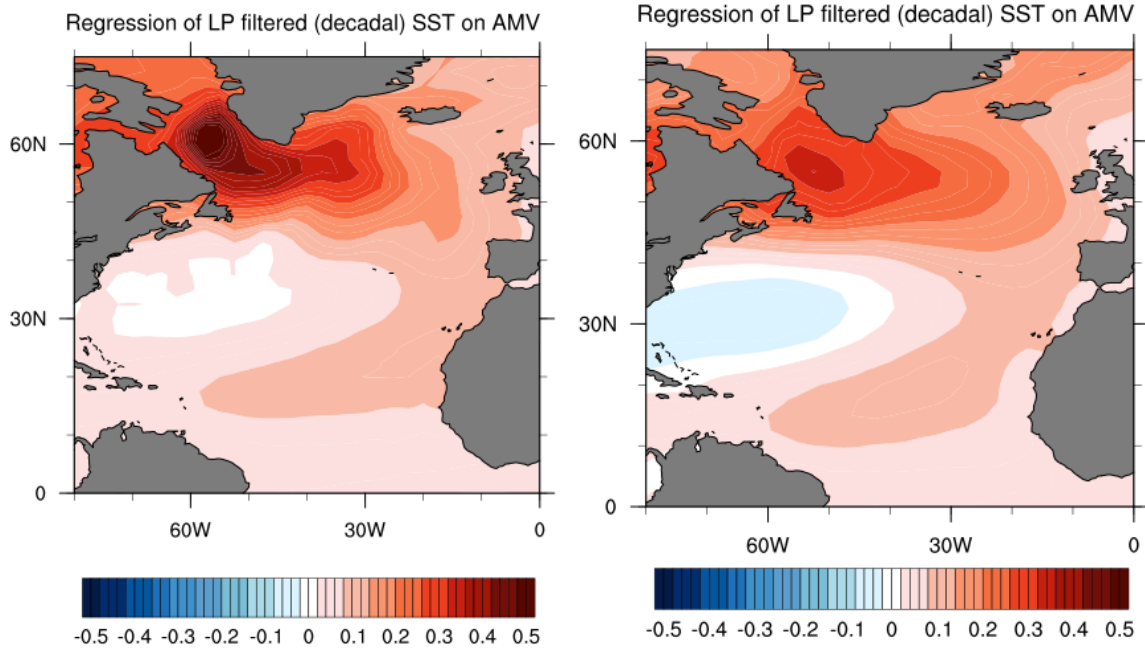 Regression of LP filtered (decadal) SST on AMV
60N
30N
0
60W
30W
0
-0.5 -0.4 -0.3 -0.2 -0.1 0 0.1 0.2 0.3 0.4 0.5
Regression of LP filtered (decadal) SST on AMV
60N
30N
0
60W
30W
0
-0.5 -0.4 -0.3 -0.2 -0.1 0 0.1 0.2 0.3 0.4 0.5